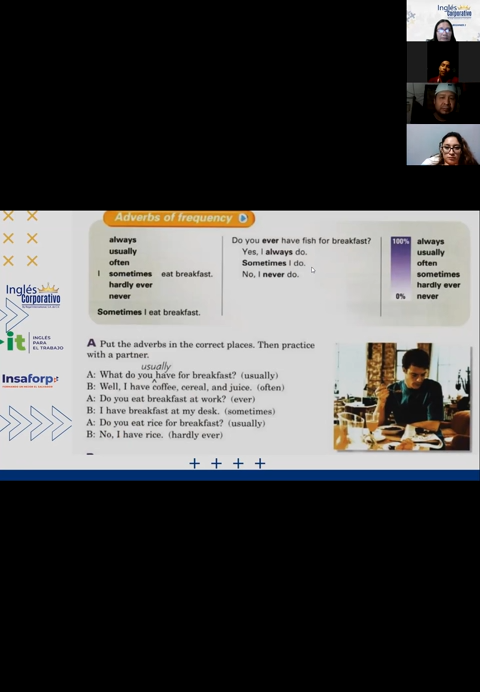 Inglés
Corporativo
Adverbs of frequency
always
usually
often
I sometimes eat breakfast.
hardly ever
never
Sometimes I eat breakfast.
Do you ever have fish for breakfast?
Yes, I always do.
Sometimes I do.
No, I never do.
100% always
usually
often
sometimes
hardly ever
0% never
Inglés
Corporativo
it INGLÉS
PARA
EL TRABAJO
Insaforp
A Put the adverbs in the correct places. Then practice
with a partner.
usually
A: What do you have for breakfast? (usually)
B: Well, I have coffee, cereal, and juice. (often)
A: Do you eat breakfast at work? (ever)
B: I have breakfast at my desk. (sometimes)
A: Do you eat rice for breakfast? (usually)
B: No, I have rice. (hardly ever)